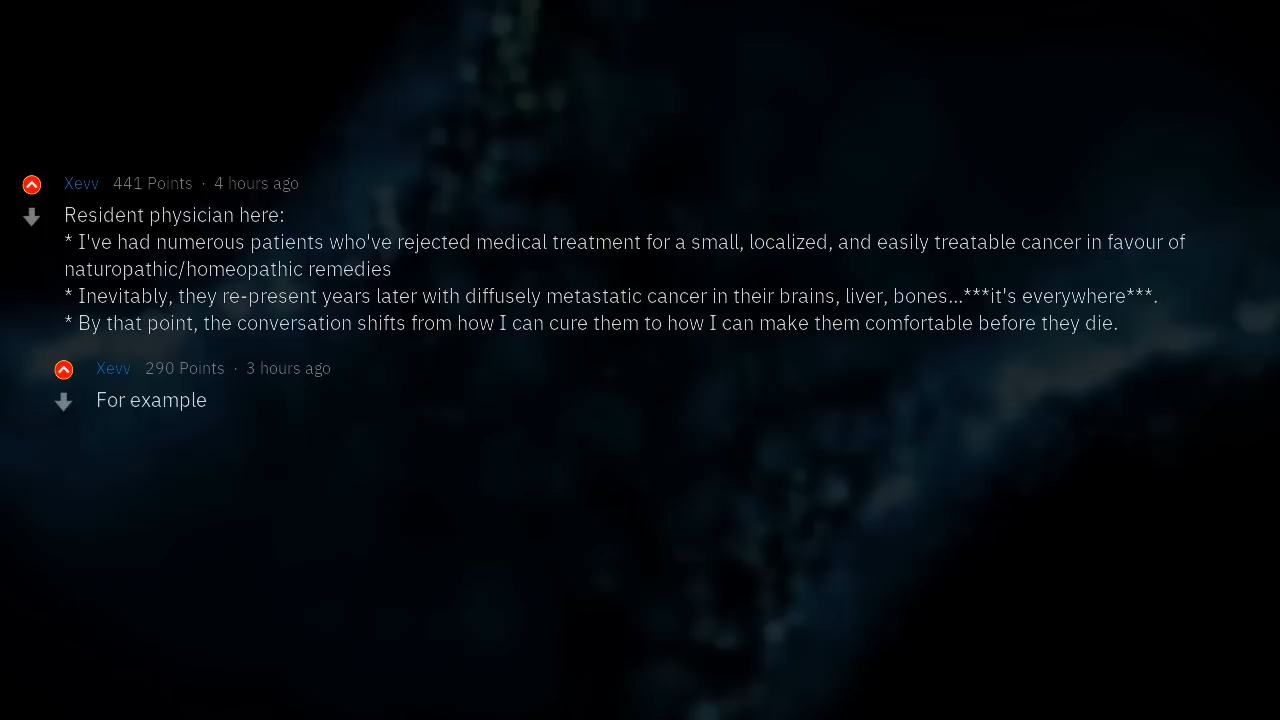 Xevv 441 Points · 4 hours ago
Resident physician here:
* I've had numerous patients who've rejected medical treatment for a small, localized, and easily treatable cancer in favour of
naturopathic/homeopathic remedies
* Inevitably, they re-present years later with diffusely metastatic cancer in their brains, liver, bones...***it's everywhere***.
* By that point, the conversation shifts from how I can cure them to how I can make them comfortable before they die.
Xevv 290 Points · 3 hours ago
For example